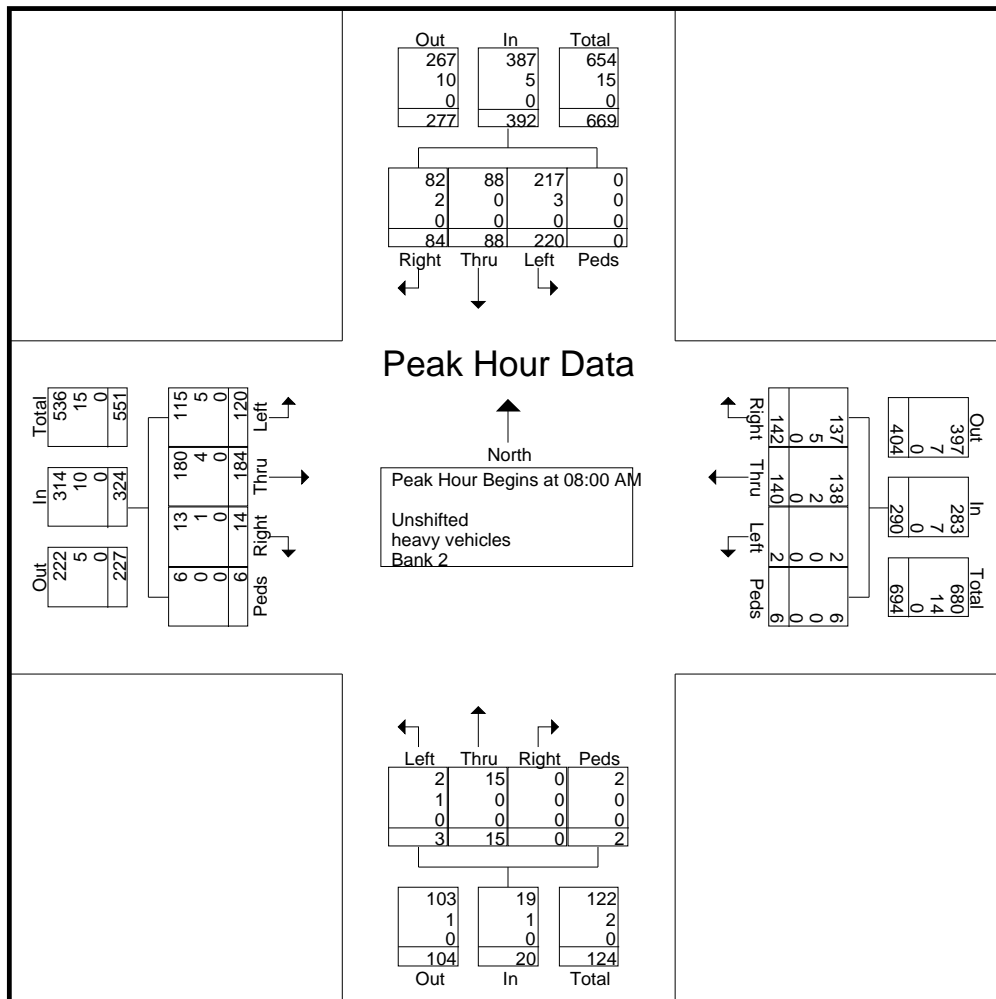 Out In Total
267 387 654
10 5 15
0 0 0
277 392 669
82 88 217 0
2 0 3 0
0 0 0 0
84 88 220 0
Right Thru Left Peds
Peak Hour Data
North
Peak Hour Begins at 08:00 AM
Unshifted
heavy vehicles
Bank 2
Total
536
15
0
551
In
314
10
0
324
Out
222
5
0
227
115
5
0
120
Left
180
4
0
184
Thru
13
1
0
14
Right
6
0
0
6
Peds
Right
137
5
0
142
Thru
138
2
0
140
Left
2
0
0
2
Peds
6
0
0
6
Out
397
7
0
404
In
283
7
0
290
Total
680
14
0
694
Left Thru Right Peds
2 15 0 2
1 0 0 0
0 0 0 0
3 15 0 2
103 19 122
1 1 2
0 0 0
104 20 124
Out In Total